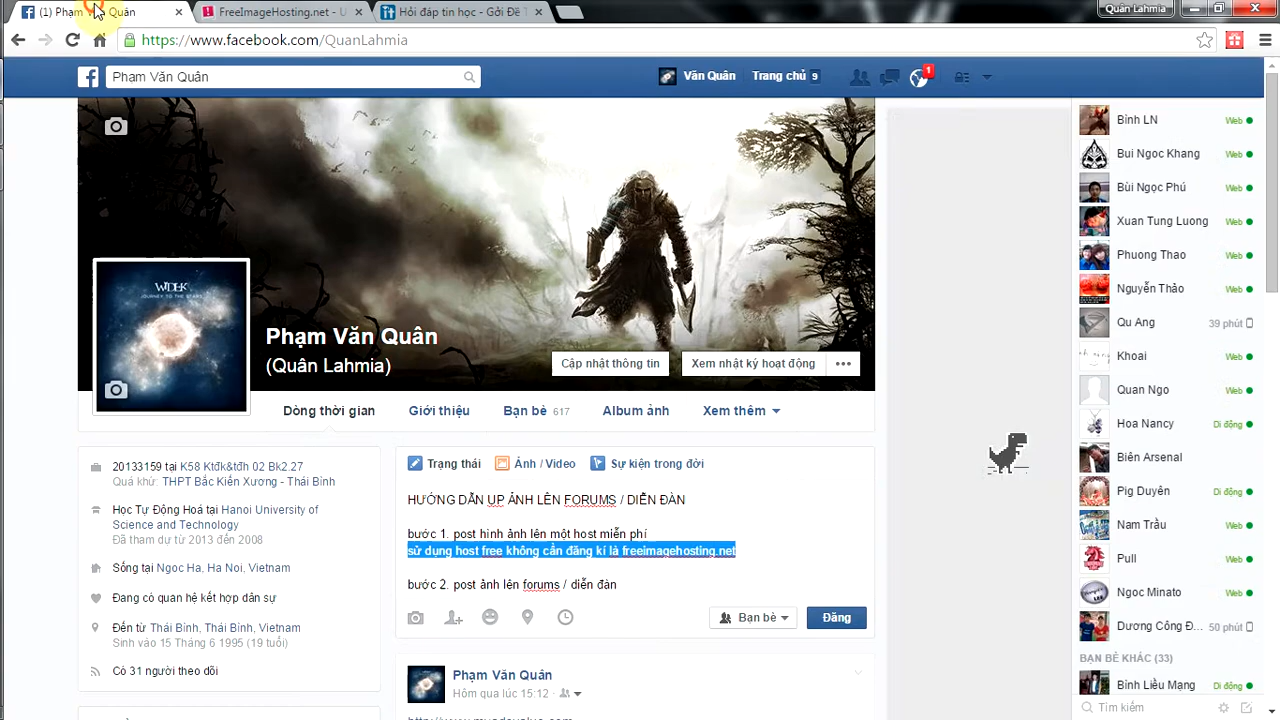 (1) Phạm Văn Quân
FreeImageHosting.net - U
Hỏi đáp tin học - Gởi Đề T
Quân Lahmia
https://www.facebook.com/QuanLahmia
Phạm Văn Quân
Văn Quân
Trang chủ 9
1
WIDEK
JOURNEY TO THE STARS
Phạm Văn Quân
(Quân Lahmia)
Cập nhật thông tin
Xem nhật ký hoạt động
Dòng thời gian
Giới thiệu
Bạn bè 617
Album ảnh
Xem thêm
20133159 tại K58 Ktđk&tđh 02 Bk2.27
Quá khứ: THPT Bắc Kiến Xương - Thái Bình
Học Tự Động Hoá tại Hanoi University of
Science and Technology
Đã tham dự từ 2013 đến 2008
Sống tại Ngoc Ha, Ha Noi, Vietnam
Đang có quan hệ kết hợp dân sự
Đến từ Thái Bình, Thái Bình, Vietnam
Sinh vào 15 Tháng 6 1995 (19 tuổi)
Có 31 người theo dõi
Trạng thái
Ảnh / Video
Sự kiện trong đời
HƯỚNG DẪN UP ẢNH LÊN FORUMS / DIỄN ĐÀN
bước 1. post hình ảnh lên một host miễn phí
sử dụng host free không cần đăng kí là freeimagehosting.net
bước 2. post ảnh lên forums / diễn đàn
Bạn bè
Đăng
Phạm Văn Quân
Hôm qua lúc 15:12
Bình LN Web
Bui Ngoc Khang Web
Bùi Ngọc Phú Web
Xuan Tung Luong Web
Phuong Thao Web
Nguyễn Thảo Web
Qu Ang 39 phút
Khoai Web
Quan Ngo Web
Hoa Nancy Di động
Biên Arsenal
Pig Duyên Di động
Nam Trầu Di động
Pull Web
Ngoc Minato Web
Dương Công Đ... 50 phút
BẠN BÈ KHÁC (33)
Bình Liều Mạng Di động
Tìm kiếm